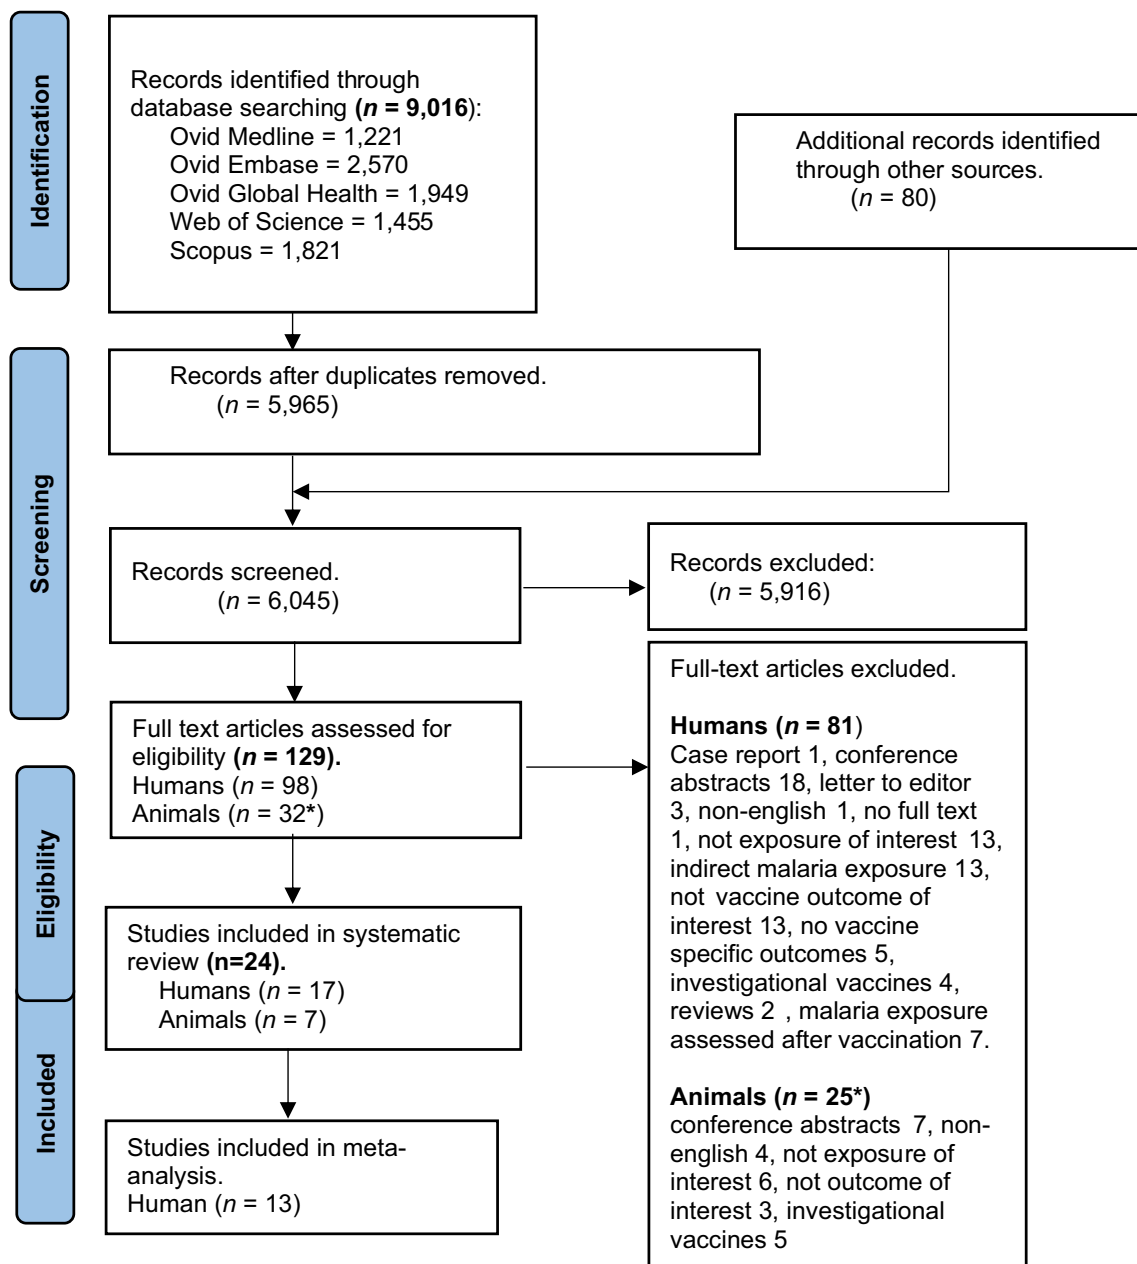 Identification
Records identified through
database searching (n = 9,016):
Ovid Medline = 1,221
Ovid Embase = 2,570
Ovid Global Health = 1,949
Web of Science = 1,455
Scopus = 1,821
Additional records identified
through other sources.
(n = 80)
Screening
Records after duplicates removed.
(n = 5,965)
Records screened.
(n = 6,045)
Records excluded:
(n = 5,916)
Full text articles assessed for
eligibility (n = 129).
Humans (n = 98)
Animals (n = 32*)
Full-text articles excluded.
Humans (n = 81)
Case report 1, conference
abstracts 18, letter to editor
3, non-english 1, no full text
1, not exposure of interest 13,
indirect malaria exposure 13,
not vaccine outcome of
interest 13, no vaccine
specific outcomes 5,
investigational vaccines 4,
reviews 2 , malaria exposure
assessed after vaccination 7.
Animals (n = 25*)
conference abstracts 7, non-
english 4, not exposure of
interest 6, not outcome of
interest 3, investigational
vaccines 5
Eligibility
Studies included in systematic
review (n=24).
Humans (n = 17)
Animals (n = 7)
Included
Studies included in meta-
analysis.
Human (n = 13)